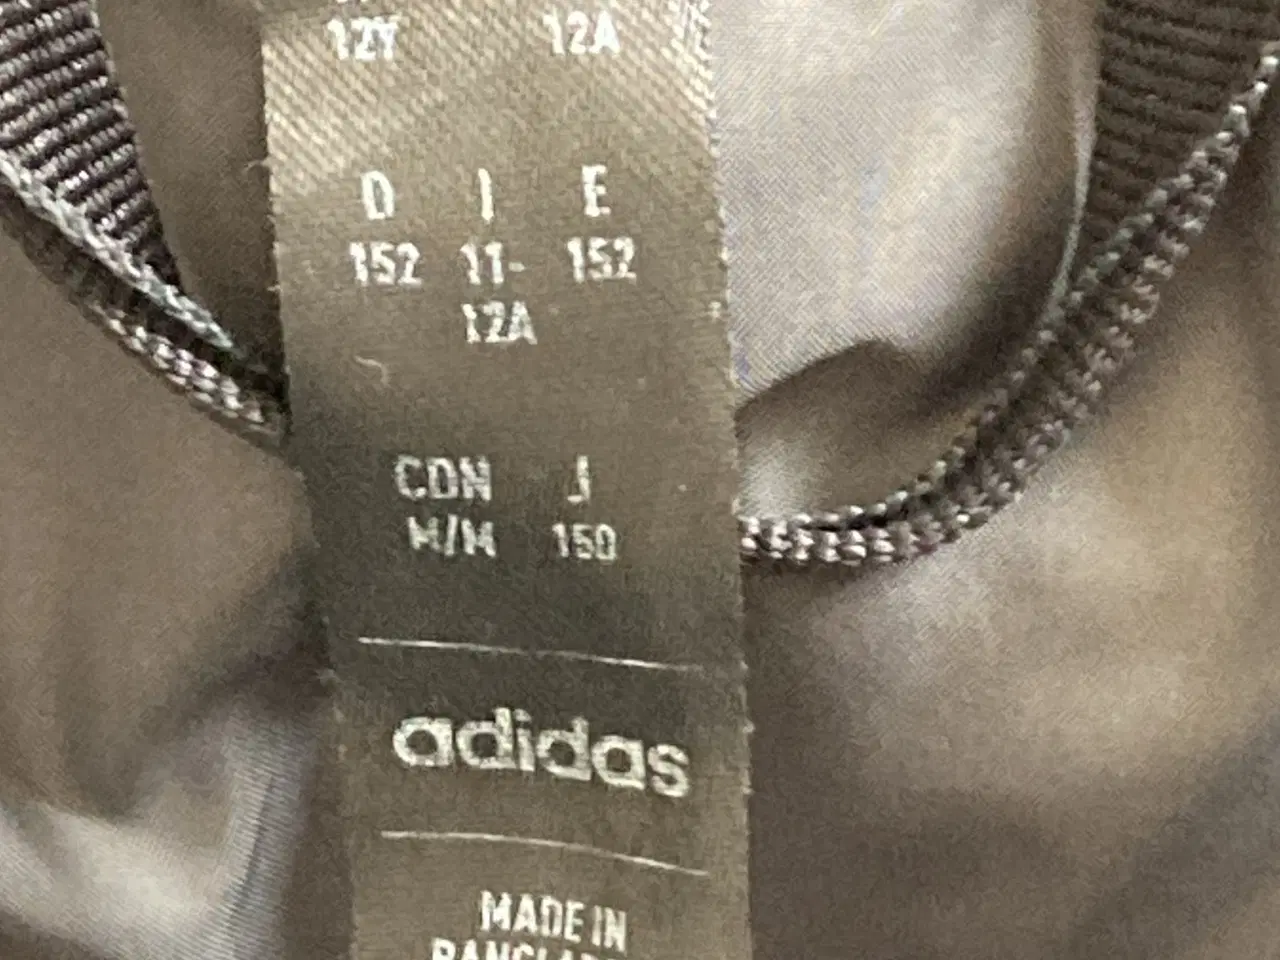 12Y 12A
D I E
152 11- 152
12A
CDN J
M/M 150
adidas
MADE IN